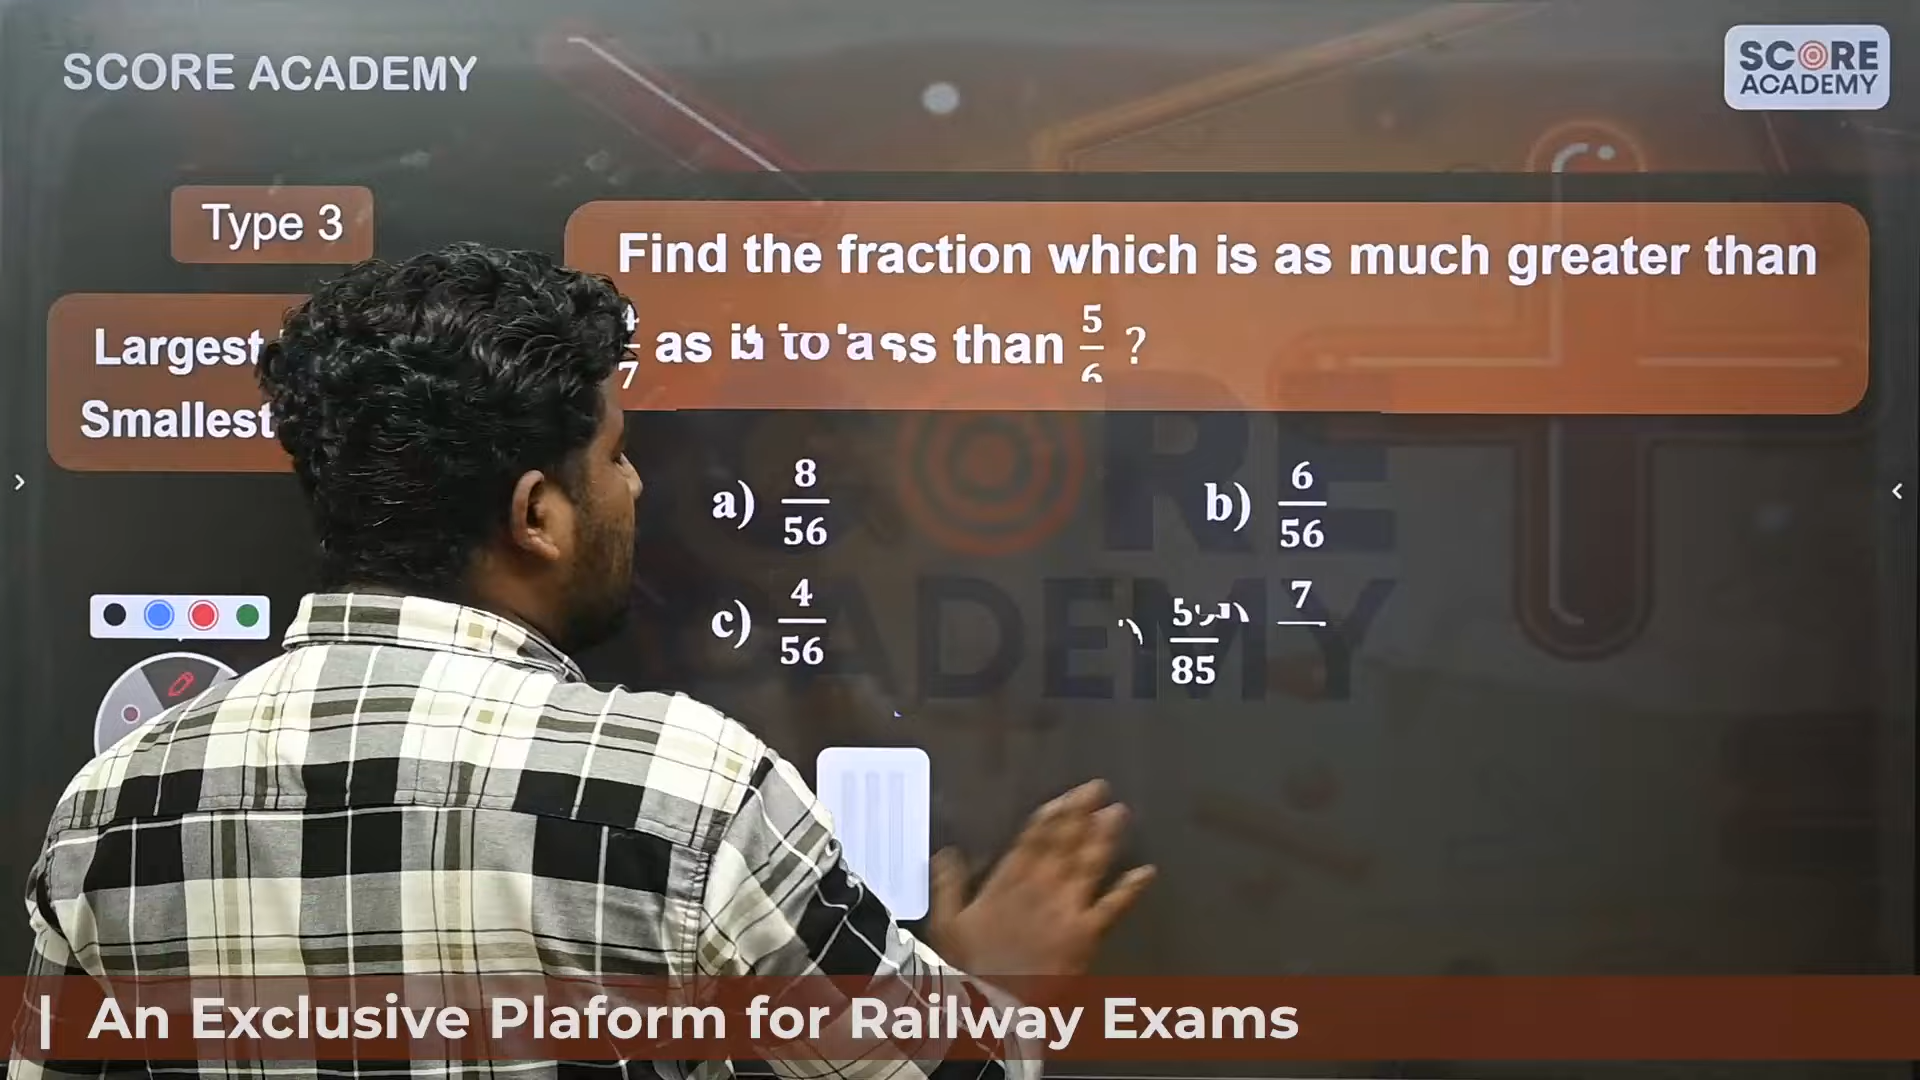 SCORE ACADEMY
SCORE
ACADEMY
Type 3
Find the fraction which is as much greater than
Largest
Smallest
7 as than 5/6 ?
a) 8/56
b) 6/56
c) 4/56
85
7
| An Exclusive Plaform for Railway Exams